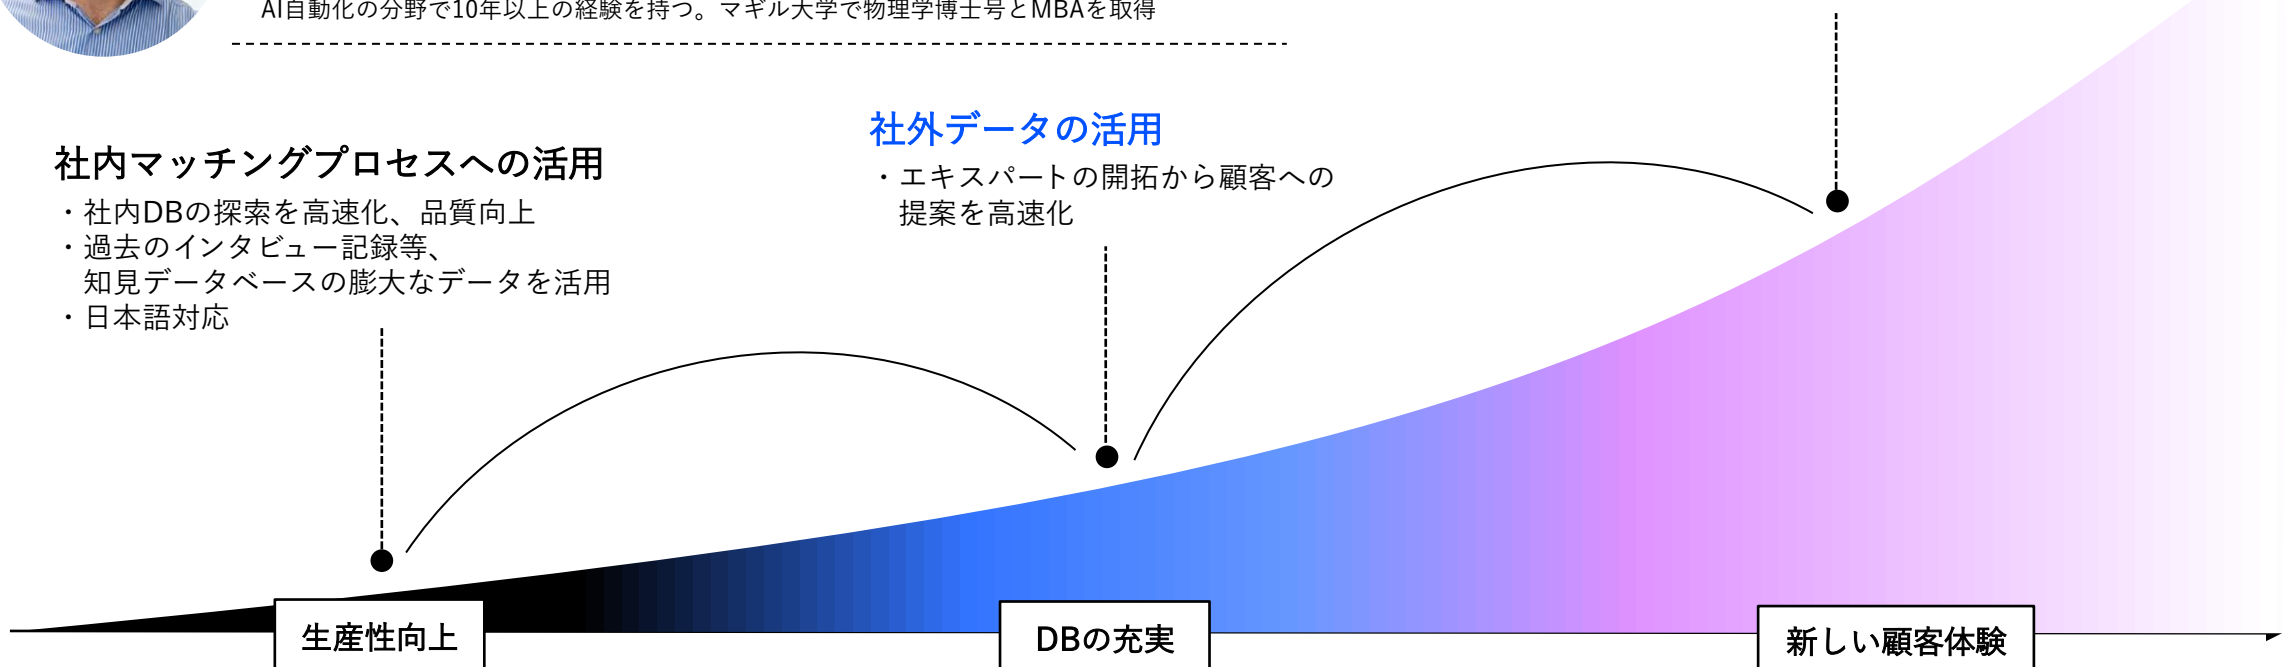 AI自動化の分野で10年以上の経験を持つ。マギル大学で物理学博士号とMBAを取得
社内マッチングプロセスへの活用
・社内DBの探索を高速化、品質向上
・過去のインタビュー記録等、
知見データベースの膨大なデータを活用
・日本語対応
社外データの活用
・エキスパートの開拓から顧客への
提案を高速化
生産性向上
DBの充実
新しい顧客体験